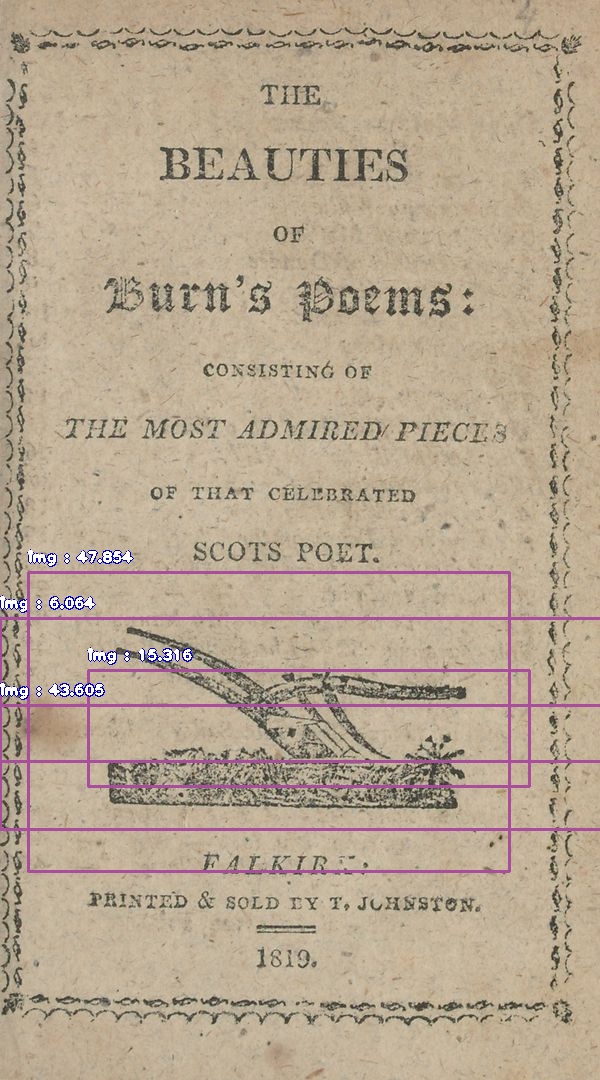 THE
BEAUTIES
OF
Burn's Poems:
CONSISTING OF
THE MOST ADMIRED PIECES
OF THAT CELEBRATED
SCOTS POET.
img : 47.854
img : 6.064
img : 15.316
img : 43.605
FALKIRK:
PRINTED & SOLD BY T. JOHNSTON.
1819.